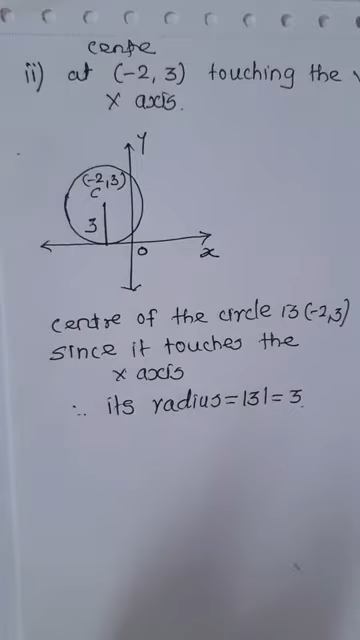 centre
ii) at (-2, 3) touching the
X axis.
Y
(-2,3)
C
3
O
x
centre of the circle is (-2,3)
since it touches the
x axis
∴ its radius = |3| = 3.